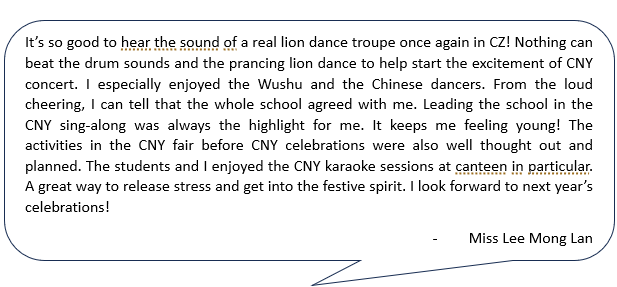 It’s so good to hear the sound of a real lion dance troupe once again in CZ! Nothing can
beat the drum sounds and the prancing lion dance to help start the excitement of CNY
concert. I especially enjoyed the Wushu and the Chinese dancers. From the loud
cheering, I can tell that the whole school agreed with me. Leading the school in the
CNY sing-along was always the highlight for me. It keeps me feeling young! The
activities in the CNY fair before CNY celebrations were also well thought out and
planned. The students and I enjoyed the CNY karaoke sessions at canteen in particular.
A great way to release stress and get into the festive spirit. I look forward to next year’s
celebrations!
- Miss Lee Mong Lan